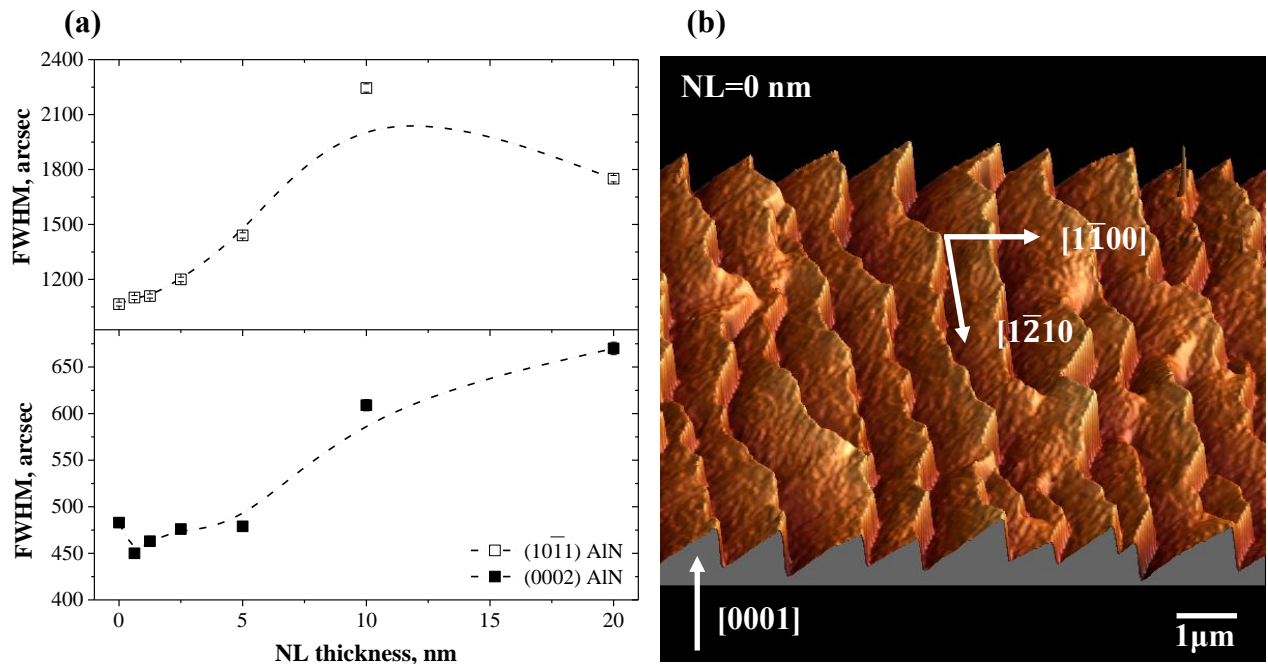 (a)
2400
2100
1800
1500
1200
FWHM, arcsec
650
600
550
500
450
400
FWHM, arcsec
(101̅1) AlN
(0002) AlN
0
5
10
15
20
NL thickness, nm
(b)
NL=0 nm
[11̅00]
[12̅10
[0001]
1μm